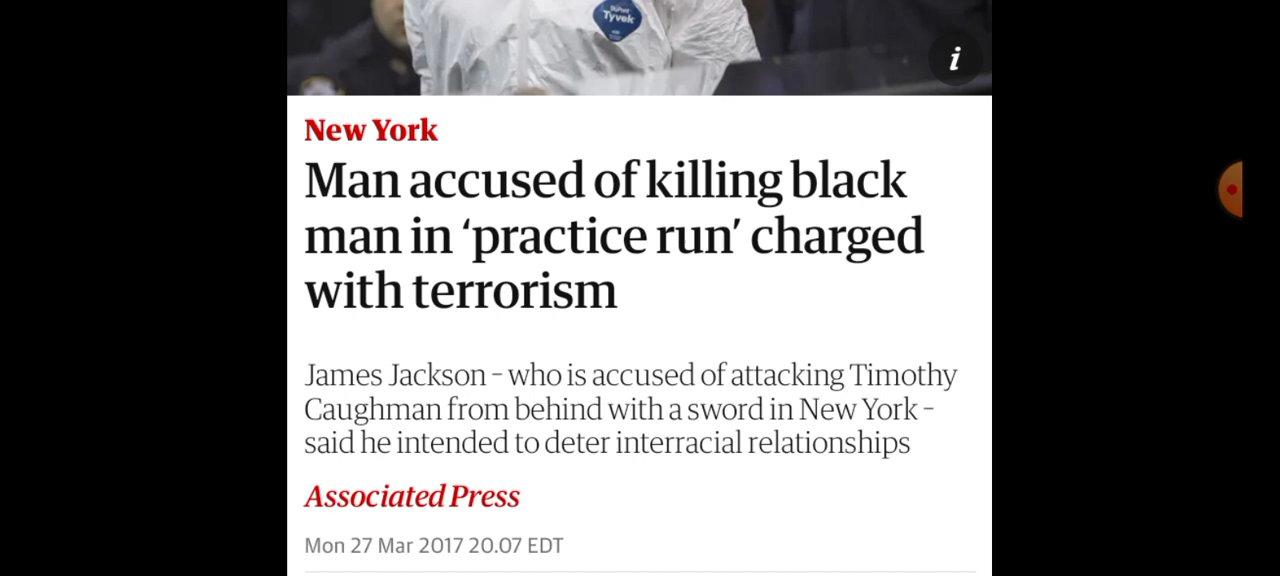 DuPont
Tyvek
i
New York
Man accused of killing black
man in ‘practice run’ charged
with terrorism
James Jackson – who is accused of attacking Timothy
Caughman from behind with a sword in New York –
said he intended to deter interracial relationships
Associated Press
Mon 27 Mar 2017 20.07 EDT